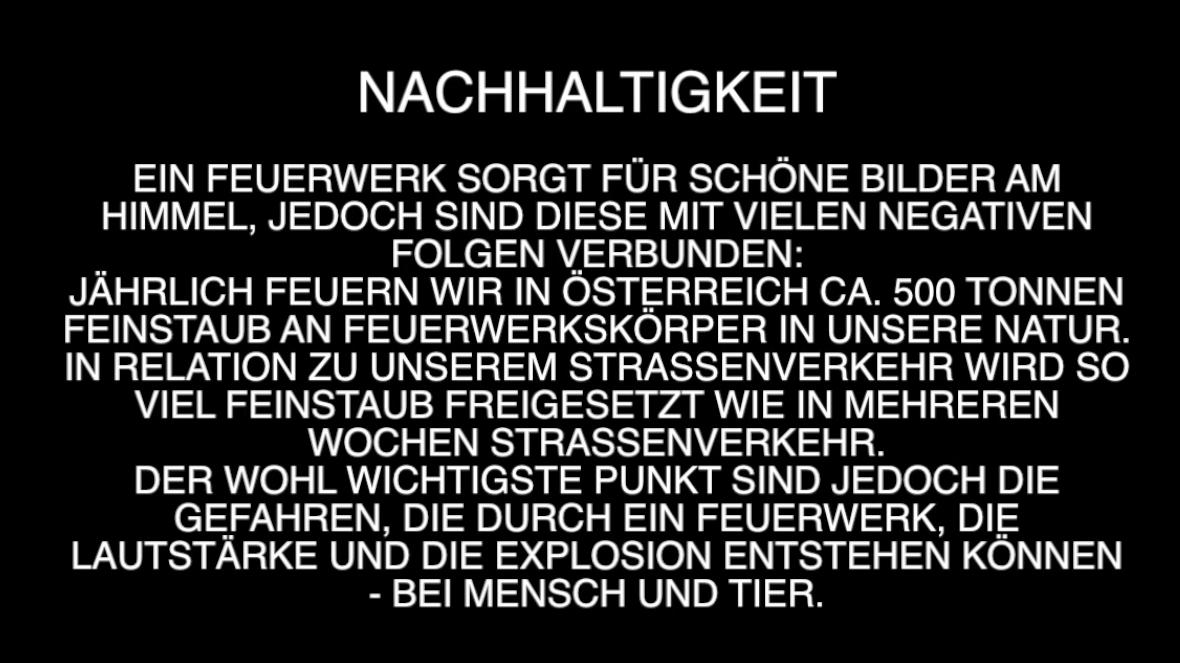 NACHHALTIGKEIT
EIN FEUERWERK SORGT FÜR SCHÖNE BILDER AM
HIMMEL, JEDOCH SIND DIESE MIT VIELEN NEGATIVEN
FOLGEN VERBUNDEN:
JÄHRLICH FEUERN WIR IN ÖSTERREICH CA. 500 TONNEN
FEINSTAUB AN FEUERWERKSKÖRPER IN UNSERE NATUR.
IN RELATION ZU UNSEREM STRASSENVERKEHR WIRD SO
VIEL FEINSTAUB FREIGESETZT WIE IN MEHREREN
WOCHEN STRASSENVERKEHR.
DER WOHL WICHTIGSTE PUNKT SIND JEDOCH DIE
GEFAHREN, DIE DURCH EIN FEUERWERK, DIE
LAUTSTÄRKE UND DIE EXPLOSION ENTSTEHEN KÖNNEN
- BEI MENSCH UND TIER.